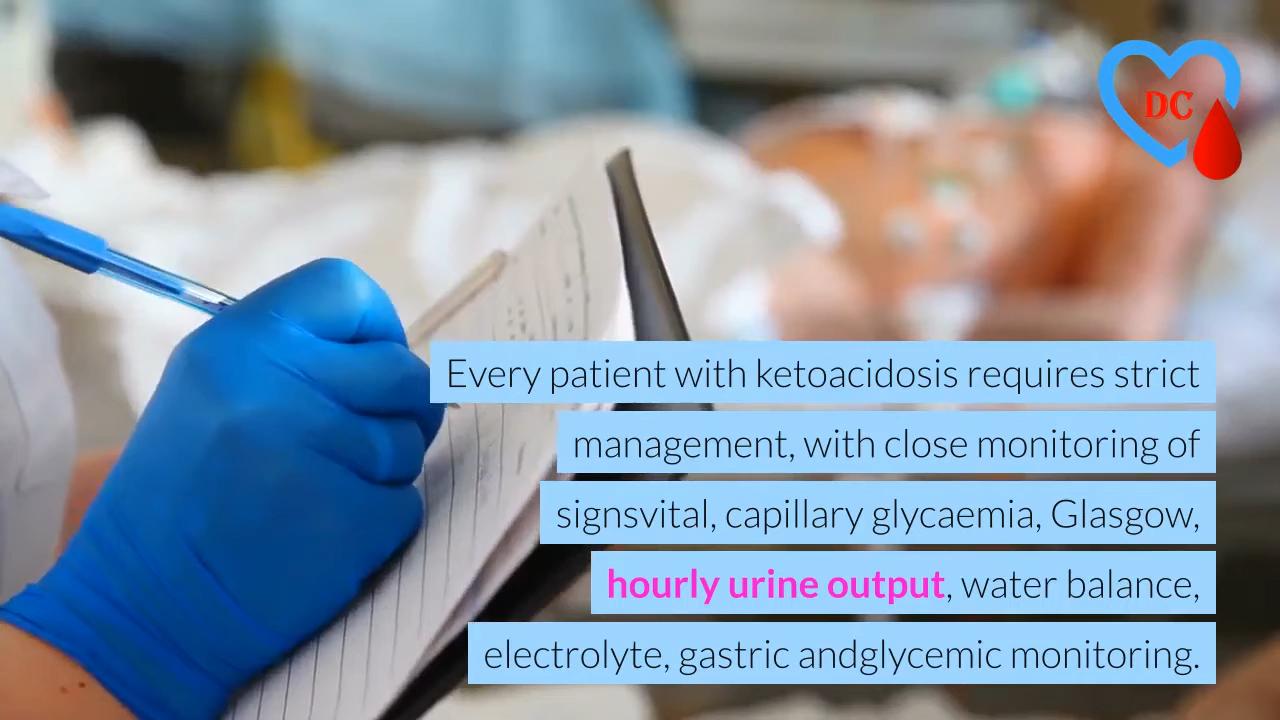 DC
Every patient with ketoacidosis requires strict
management, with close monitoring of
signsvital, capillary glycaemia, Glasgow,
hourly urine output, water balance,
electrolyte, gastric andglycemic monitoring.